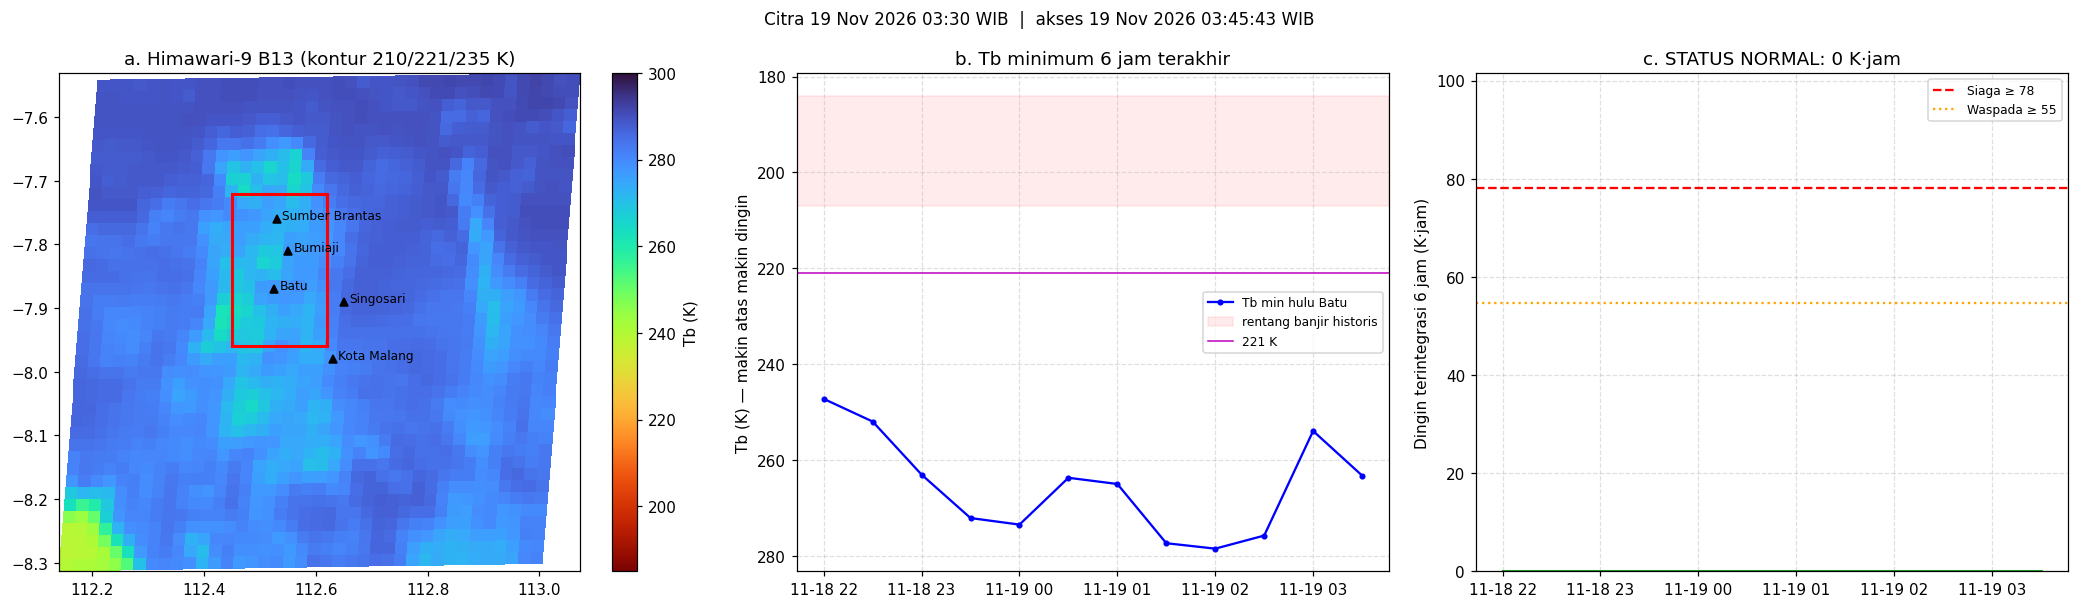 Citra 19 Nov 2026 03:30 WIB | akses 19 Nov 2026 03:45:43 WIB
a. Himawari-9 B13 (kontur 210/221/235 K)
−7.6
−7.7
−7.8
−7.9
−8.0
−8.1
−8.2
−8.3
112.2
112.4
112.6
112.8
113.0
Sumber Brantas
Bumiaji
Batu
Singosari
Kota Malang
300
280
260
240
220
200
Tb (K)
b. Tb minimum 6 jam terakhir
Tb (K) — makin atas makin dingin
180
200
220
240
260
280
Tb min hulu Batu
rentang banjir historis
221 K
11-18 22
11-18 23
11-19 00
11-19 01
11-19 02
11-19 03
c. STATUS NORMAL: 0 K·jam
Dingin terintegrasi 6 jam (K·jam)
100
80
60
40
20
0
Siaga ≥ 78
Waspada ≥ 55
11-18 22
11-18 23
11-19 00
11-19 01
11-19 02
11-19 03